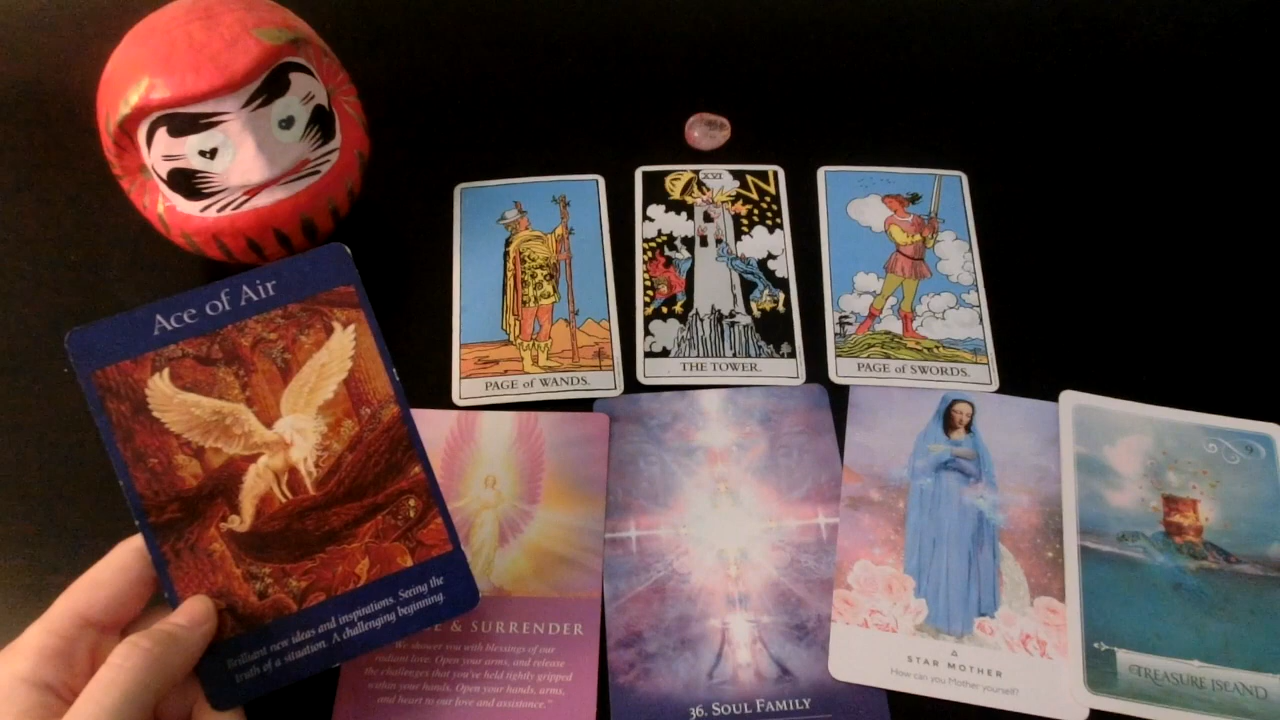 Ace of Air
Brilliant new ideas and inspirations. Seeing the
truth of a situation. A challenging beginning.
PAGE of WANDS.
XVI
THE TOWER.
PAGE of SWORDS.
& SURRENDER
We shower you with blessings of our
radiant love. Open your arms, and release
the challenges that you've held tightly gripped
within your hands. Open your hands, arms,
and heart to our love and assistance."
36. SOUL FAMILY
STAR MOTHER
How can you Mother yourself?
9
TREASURE ISLAND